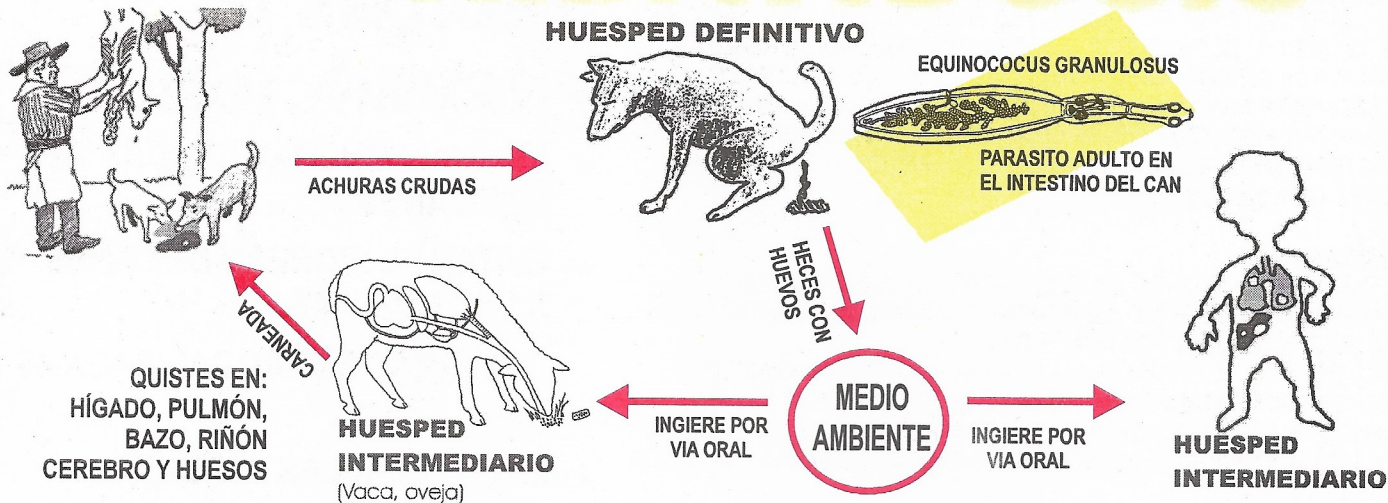 HUESPED DEFINITIVO
EQUINOCOCUS GRANULOSUS
PARASITO ADULTO EN
EL INTESTINO DEL CAN
ACHURAS CRUDAS
HECES CON
HUEVOS
CARNEADA
QUISTES EN:
HÍGADO, PULMÓN,
BAZO, RIÑÓN
CEREBRO Y HUESOS
HUESPED
INTERMEDIARIO
(Vaca, oveja)
INGIERE POR
VIA ORAL
MEDIO
AMBIENTE
INGIERE POR
VIA ORAL
HUESPED
INTERMEDIARIO